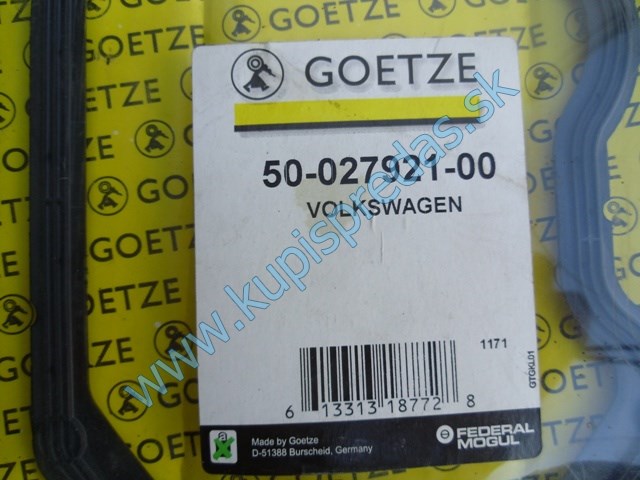 GOETZE
50-027921-00
VOLKSWAGEN
1171
GTGKL01
6 13313 18772 8
a
Made by Goetze
D-51388 Burscheid, Germany
FEDERAL
MOGUL
www.kupispredas.sk
GOETZE
GOETZE
GOETZE
GOETZE
GOETZE